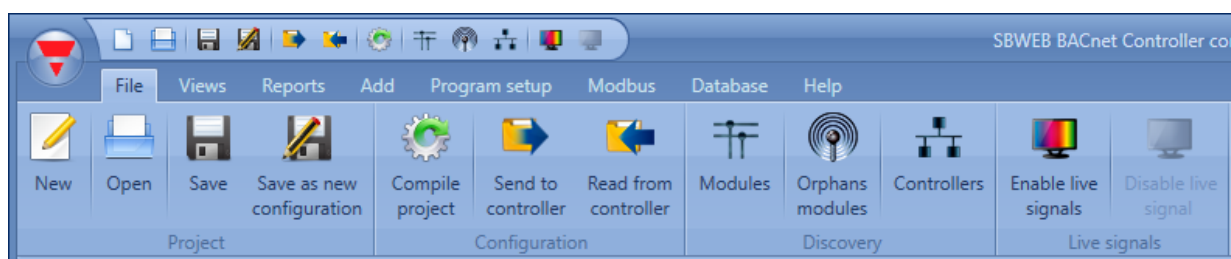 SBWEB BACnet Controller co
File Views Reports Add Program setup Modbus Database Help
New Open Save Save as new configuration Compile project Send to controller Read from controller Modules Orphans modules Controllers Enable live signals Disable live signal
Project Configuration Discovery Live signals